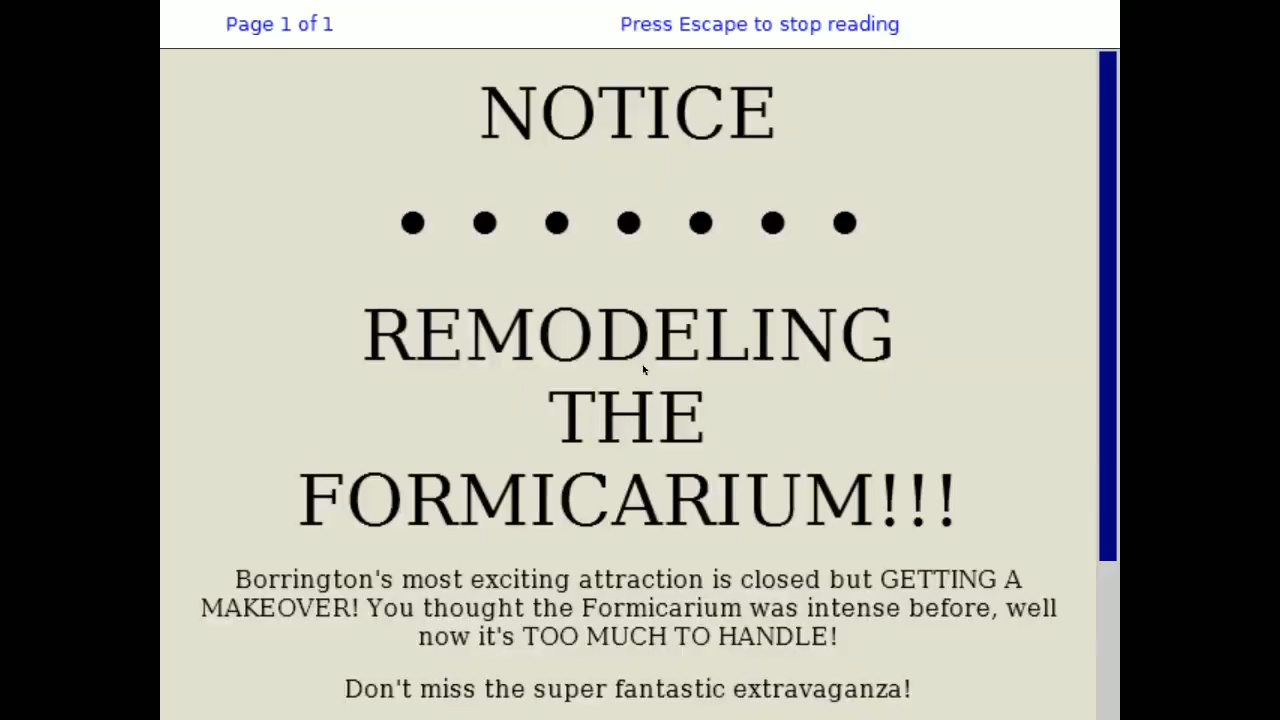 Page 1 of 1
Press Escape to stop reading
NOTICE
• • • • • • •
REMODELING
THE
FORMICARIUM!!!
Borrington's most exciting attraction is closed but GETTING A
MAKEOVER! You thought the Formicarium was intense before, well
now it's TOO MUCH TO HANDLE!
Don't miss the super fantastic extravaganza!